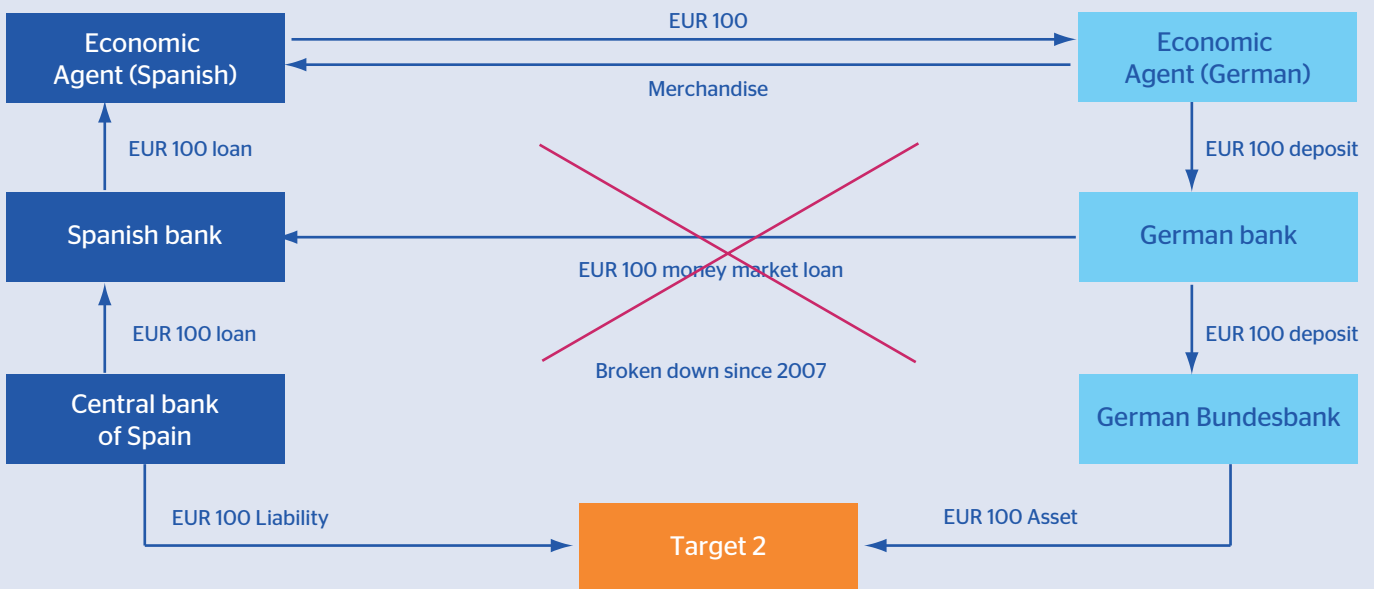 EUR 100
Economic
Agent (Spanish)
Economic
Agent (German)
Merchandise
EUR 100 loan
EUR 100 deposit
Spanish bank
German bank
EUR 100 money market loan
EUR 100 loan
EUR 100 deposit
Broken down since 2007
Central bank
of Spain
German Bundesbank
EUR 100 Liability
EUR 100 Asset
Target 2